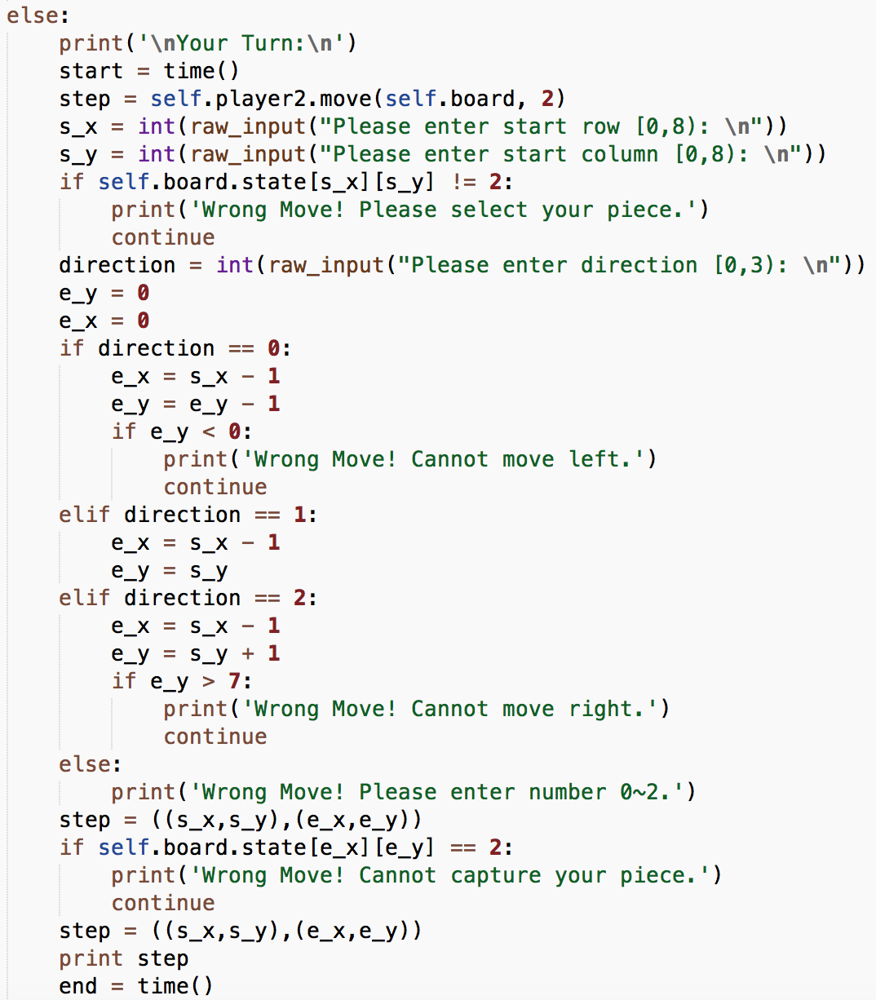 else:
    print('\nYour Turn:\n')
    start = time()
    step = self.player2.move(self.board, 2)
    s_x = int(raw_input("Please enter start row [0,8): \n"))
    s_y = int(raw_input("Please enter start column [0,8): \n"))
    if self.board.state[s_x][s_y] != 2:
        print('Wrong Move! Please select your piece.')
        continue
    direction = int(raw_input("Please enter direction [0,3): \n"))
    e_y = 0
    e_x = 0
    if direction == 0:
        e_x = s_x - 1
        e_y = e_y - 1
        if e_y < 0:
            print('Wrong Move! Cannot move left.')
            continue
    elif direction == 1:
        e_x = s_x - 1
        e_y = s_y
    elif direction == 2:
        e_x = s_x - 1
        e_y = s_y + 1
        if e_y > 7:
            print('Wrong Move! Cannot move right.')
            continue
    else:
        print('Wrong Move! Please enter number 0~2.')
    step = ((s_x,s_y),(e_x,e_y))
    if self.board.state[e_x][e_y] == 2:
        print('Wrong Move! Cannot capture your piece.')
        continue
    step = ((s_x,s_y),(e_x,e_y))
    print step
    end = time()